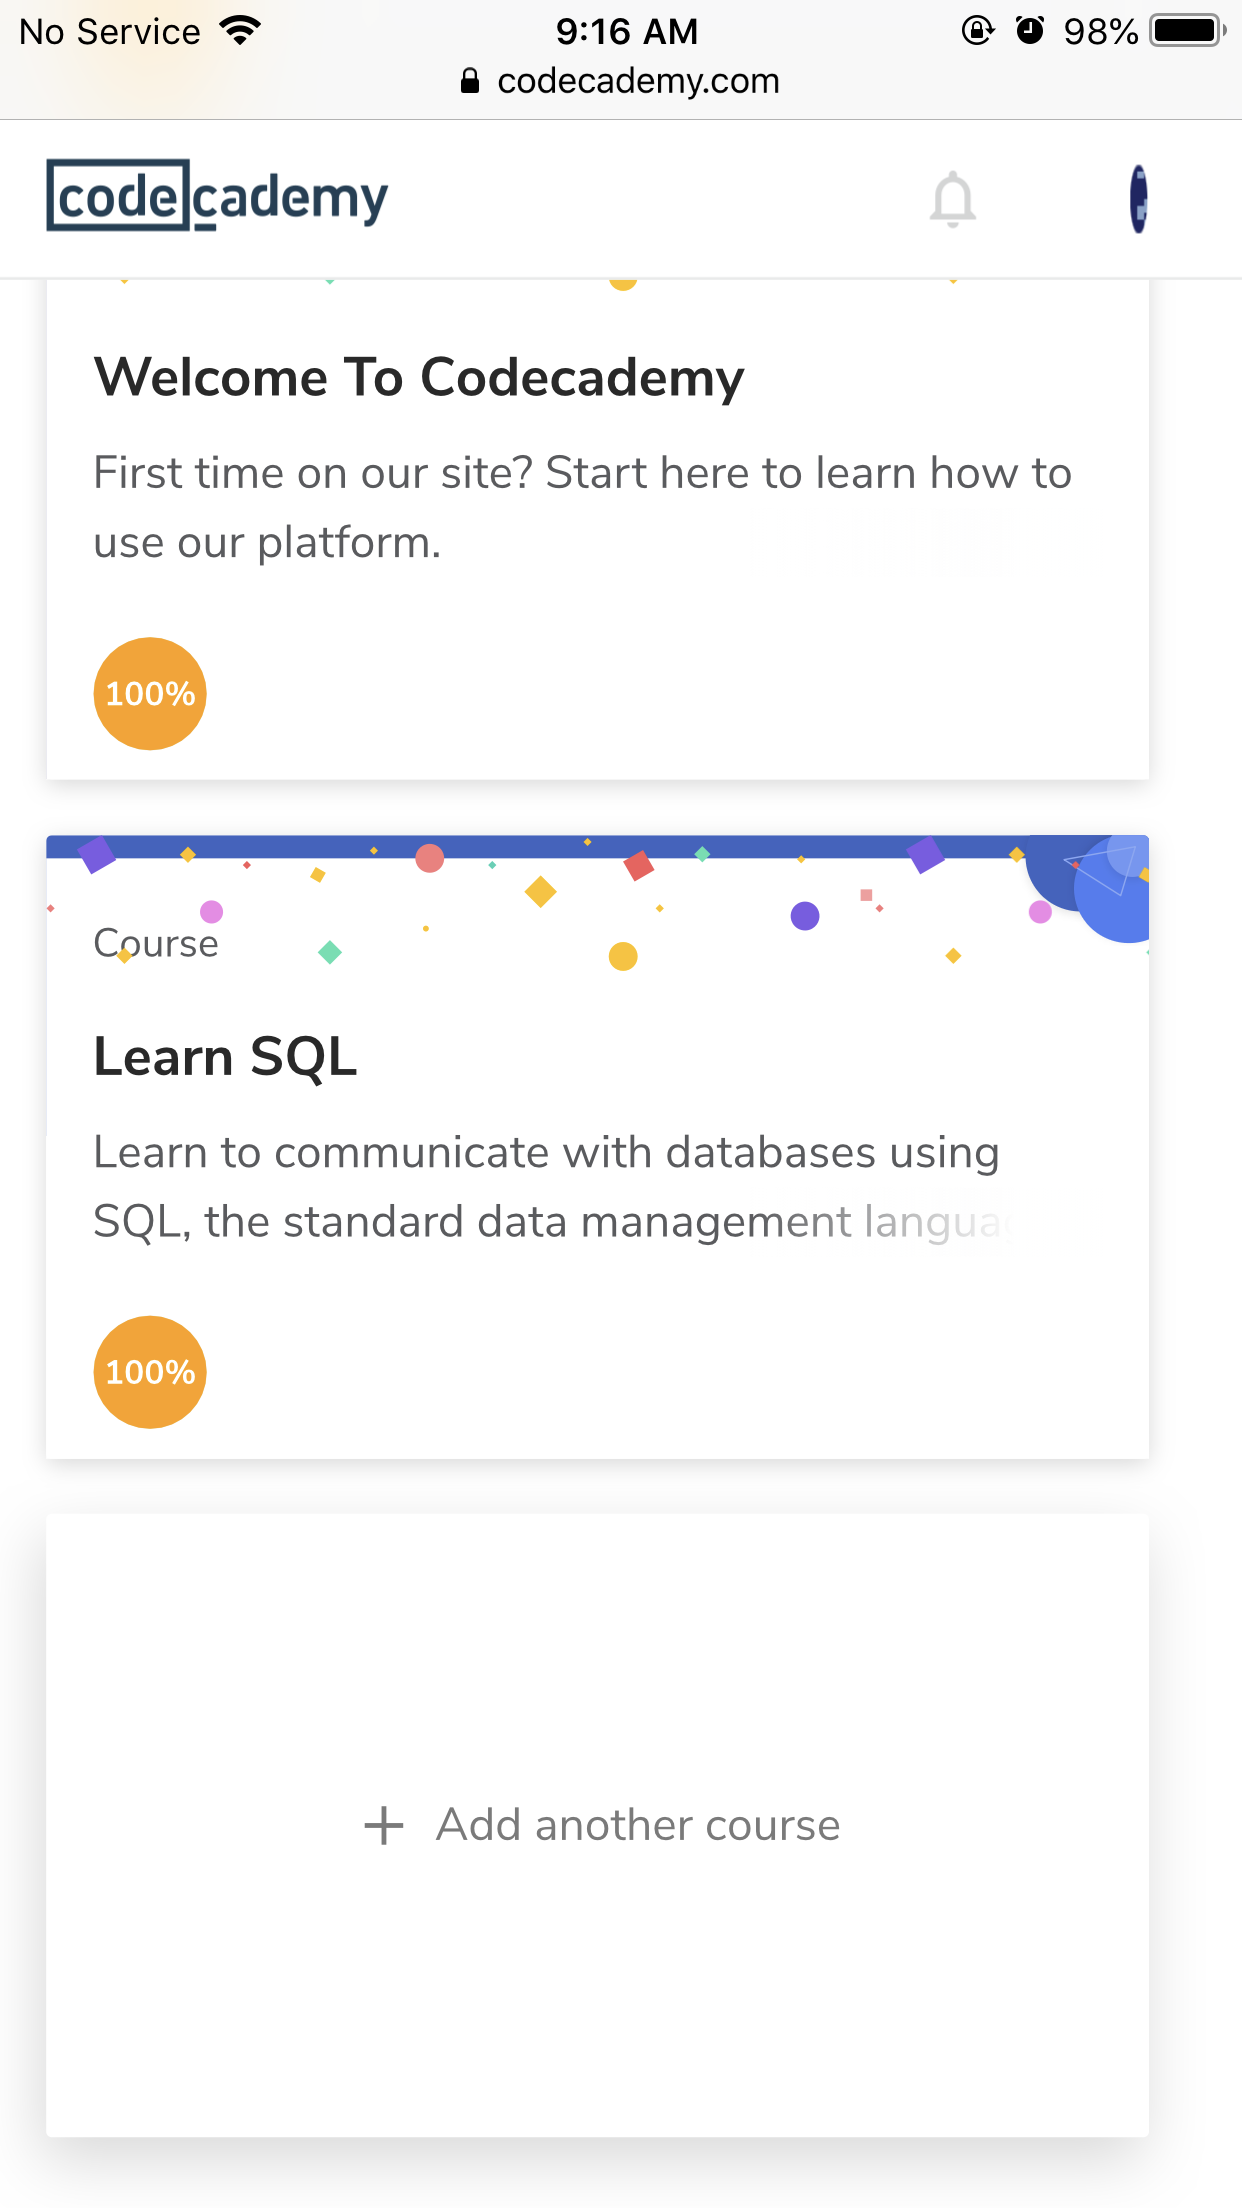 No Service 9:16 AM 98%
codecademy.com
codecademy
Welcome To Codecademy
First time on our site? Start here to learn how to
use our platform.
100%
Course
Learn SQL
Learn to communicate with databases using
SQL, the standard data management languag
100%
+ Add another course